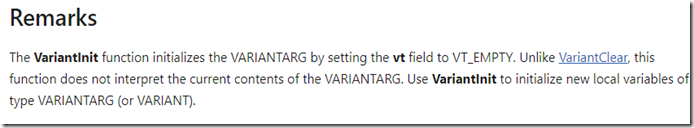 Remarks
The VariantInit function initializes the VARIANTARG by setting the vt field to VT_EMPTY. Unlike VariantClear, this
function does not interpret the current contents of the VARIANTARG. Use VariantInit to initialize new local variables of
type VARIANTARG (or VARIANT).